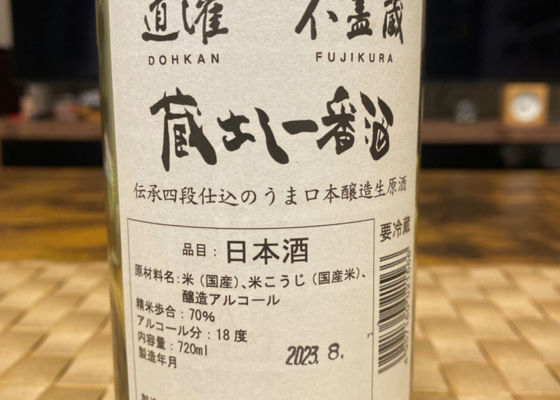 道灌 不盡蔵
DOHKAN FUJIKURA
蔵出し一番酒
伝承四段仕込のうま口本醸造生原酒
要冷蔵
品目：日本酒
原材料名：米（国産）、米こうじ（国産米）、
醸造アルコール
精米歩合：70%
アルコール分：18度
内容量：720ml
製造年月 2023. 8.